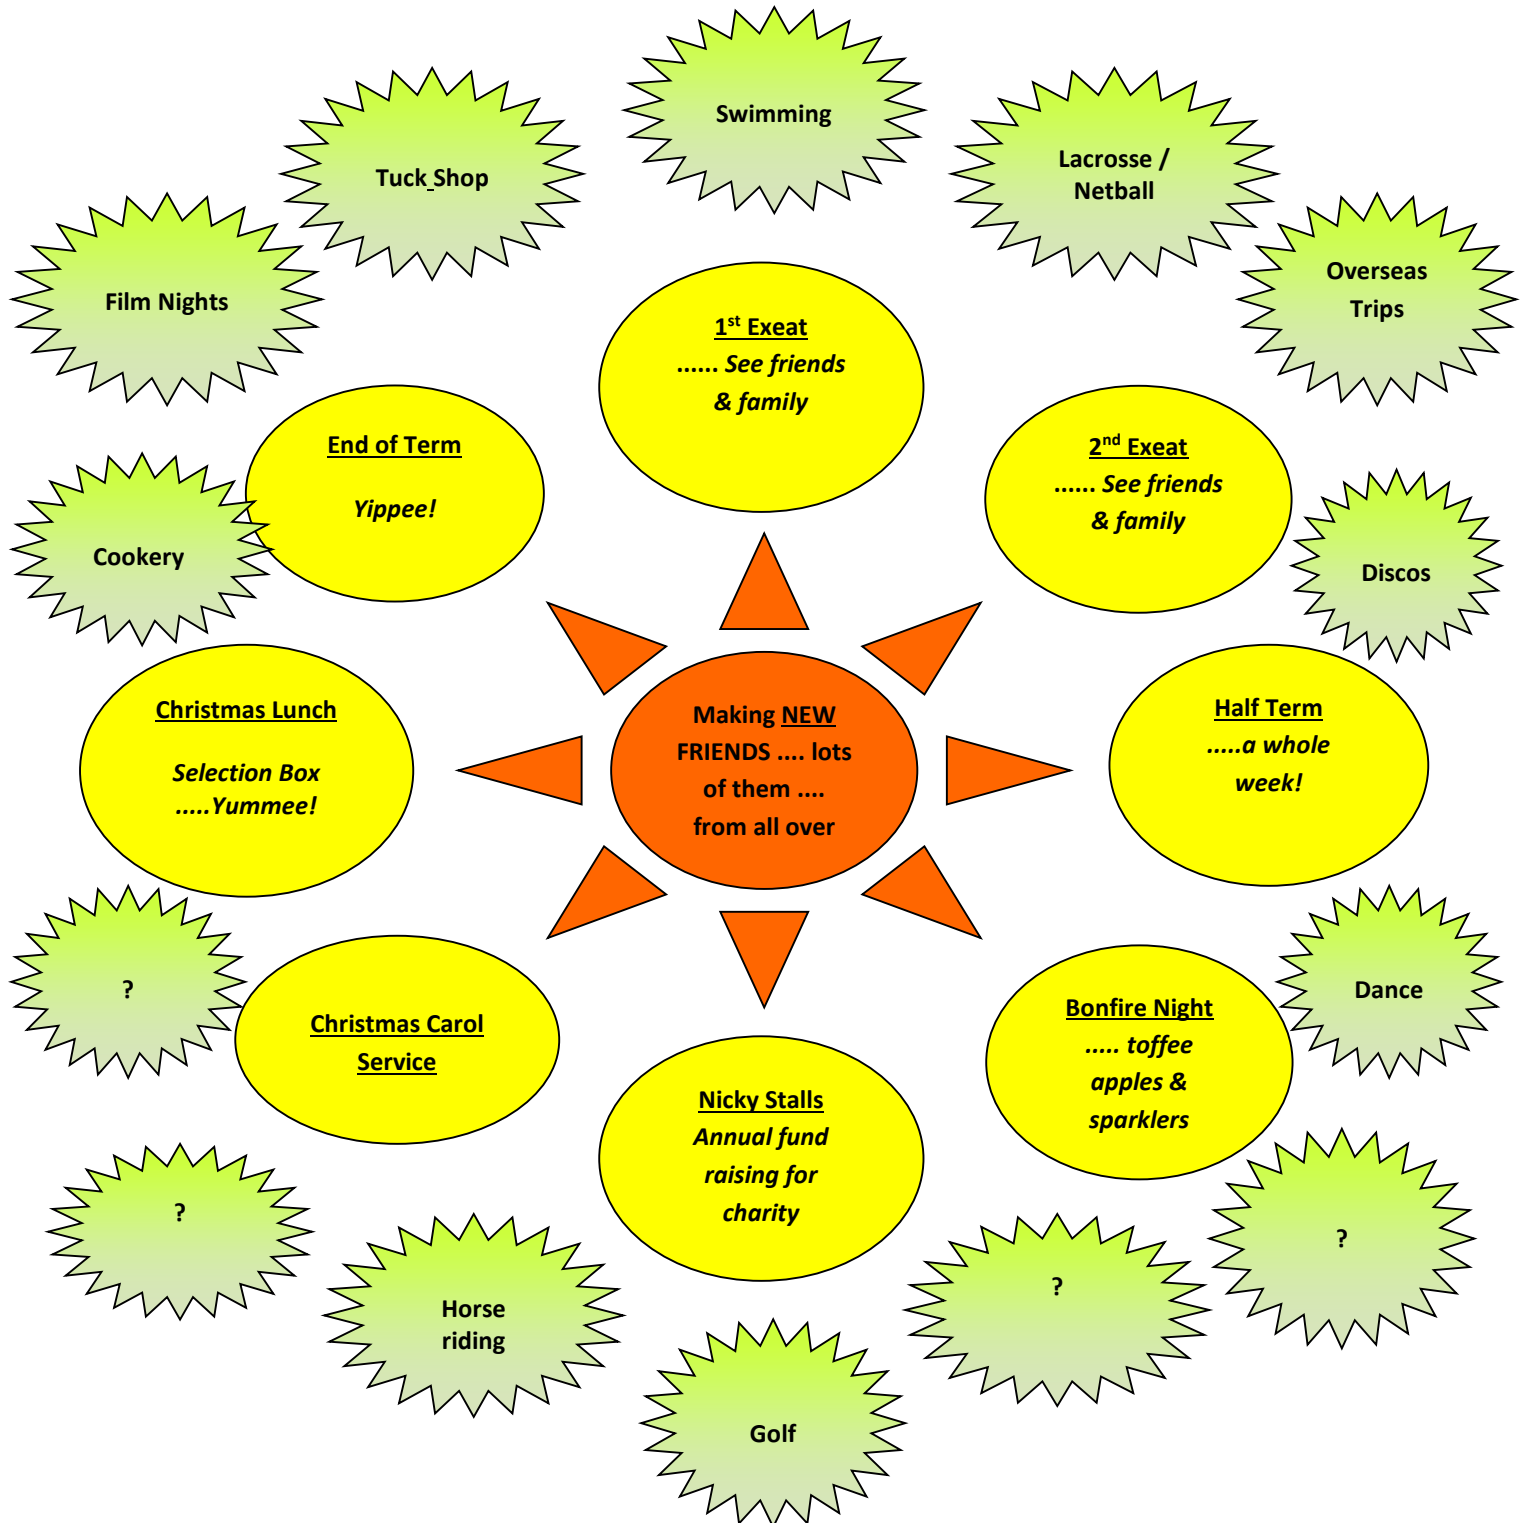 Swimming
Tuck Shop
Lacrosse /
Netball
Film Nights
Overseas
Trips
1st Exeat
...... See friends
& family
End of Term
Yippee!
2nd Exeat
...... See friends
& family
Cookery
Discos
Christmas Lunch
Selection Box
.....Yummee!
Making NEW
FRIENDS .... lots
of them ....
from all over
Half Term
.....a whole
week!
?
Dance
Christmas Carol
Service
Bonfire Night
..... toffee
apples &
sparklers
Nicky Stalls
Annual fund
raising for
charity
?
?
?
Horse
riding
Golf